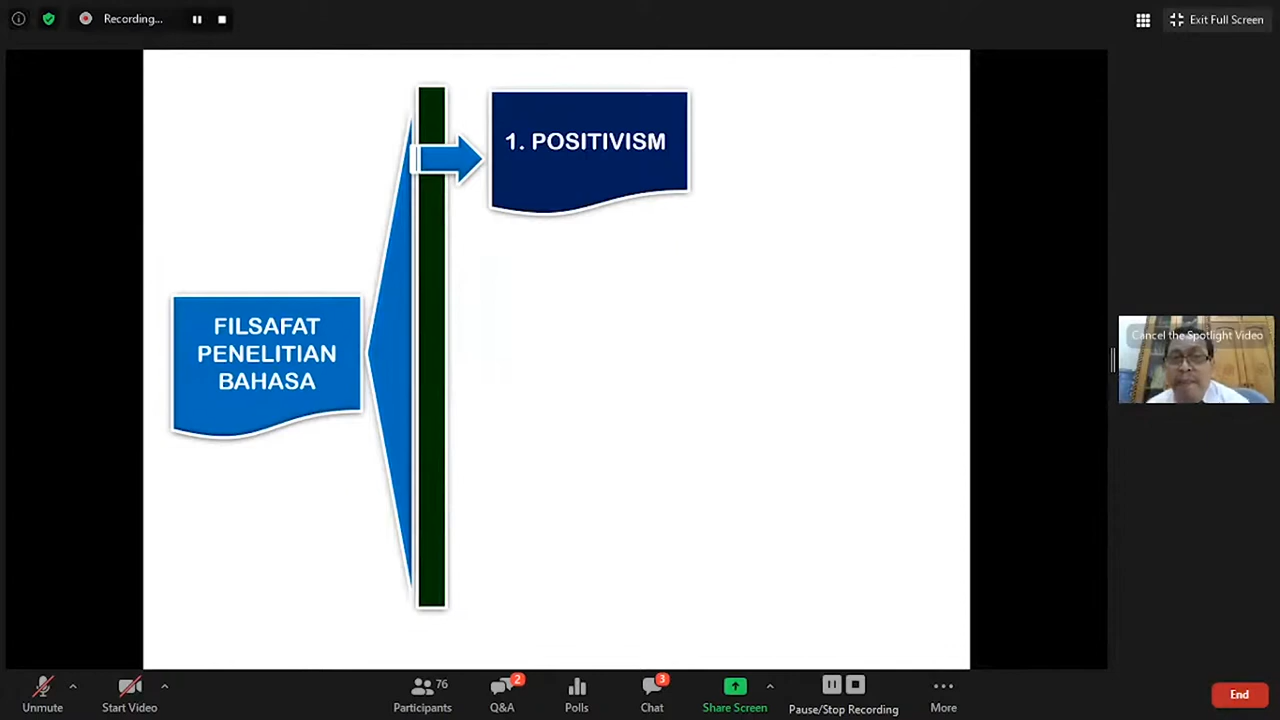 Recording...
Exit Full Screen
1. POSITIVISM
FILSAFAT
PENELITIAN
BAHASA
Cancel the Spotlight Video
Unmute
Start Video
76
Participants
2
Q&A
Polls
3
Chat
Share Screen
Pause/Stop Recording
More
End